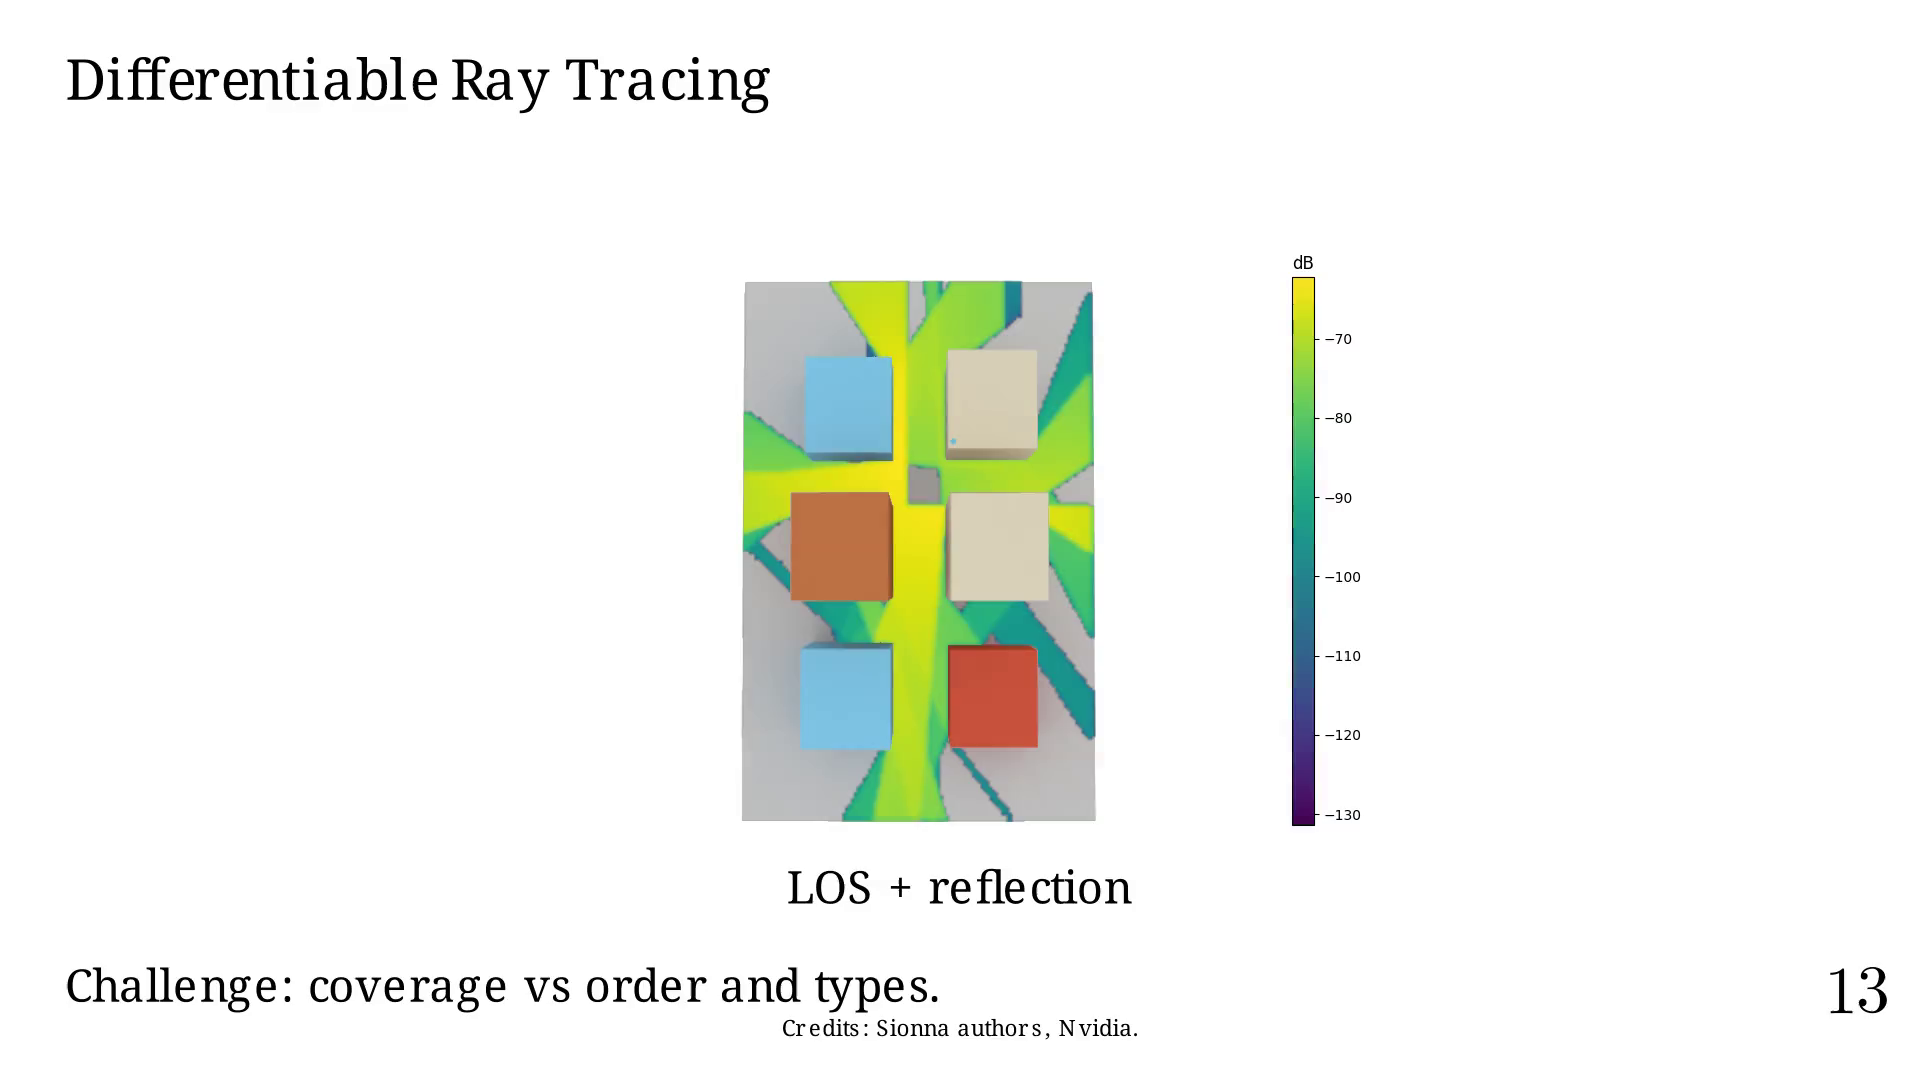 Differentiable Ray Tracing
dB
−70
−80
−90
−100
−110
−120
−130
LOS + reflection
Challenge: coverage vs order and types.
13
Credits: Sionna authors, Nvidia.